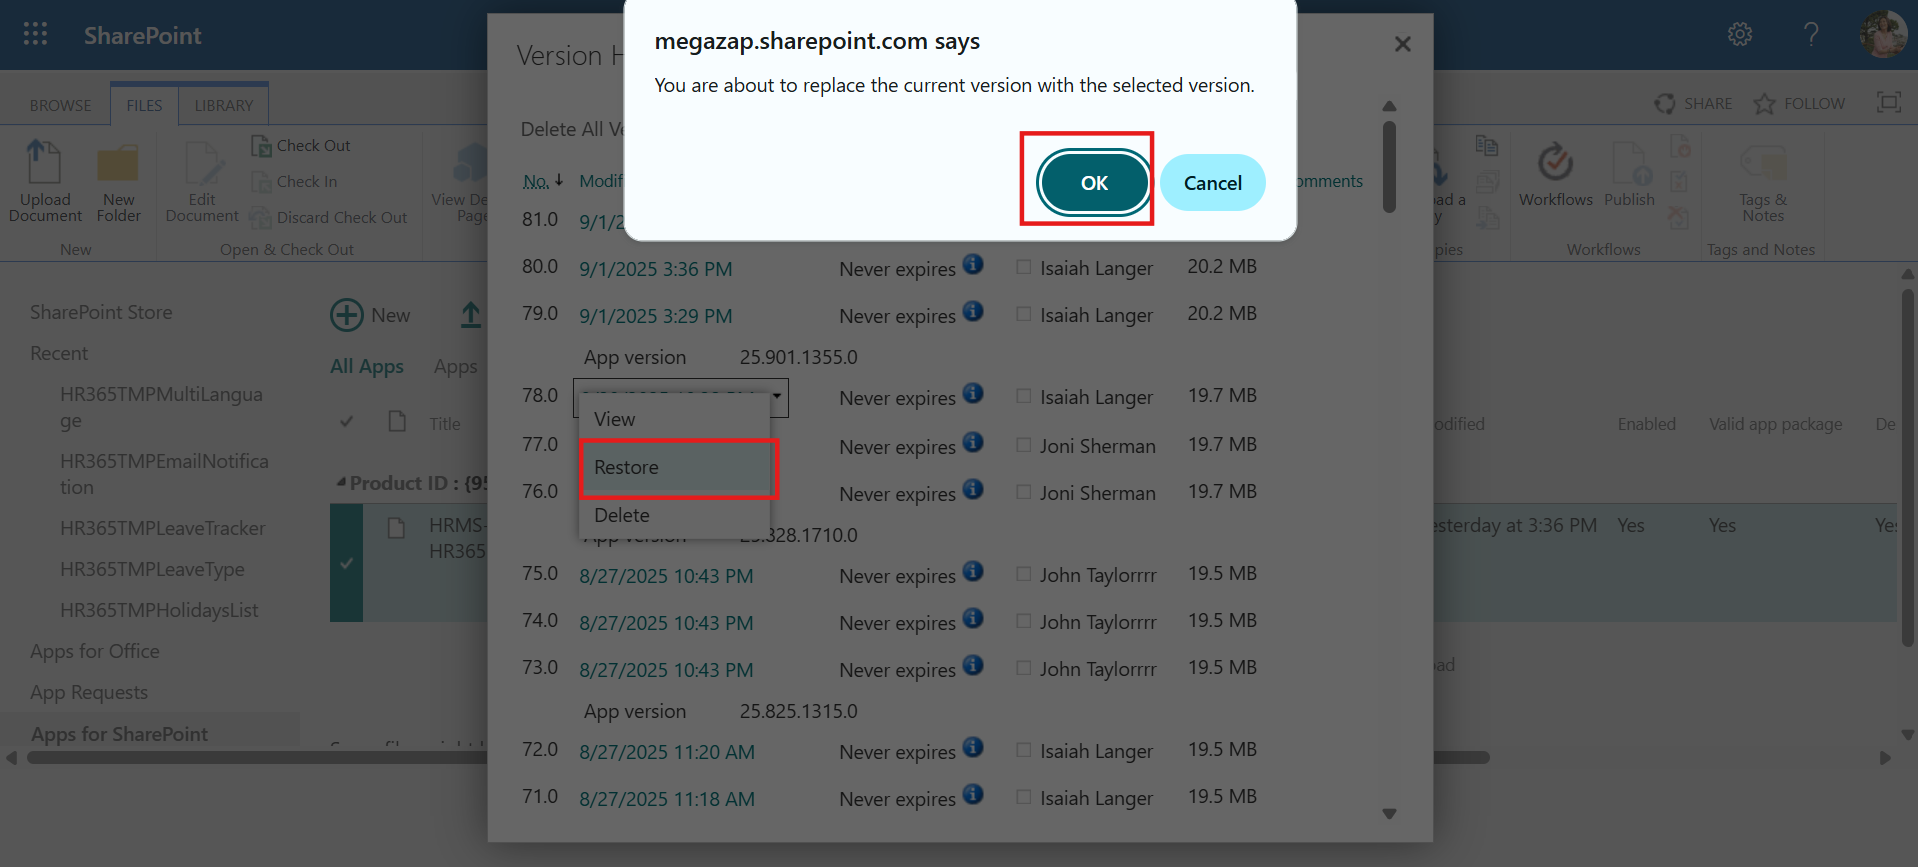 SharePoint
BROWSE FILES LIBRARY
SHARE FOLLOW
Upload Document
New Folder
New
Edit Document
Check Out
Check In
Discard Check Out
Open & Check Out
Workflows
Publish
Workflows
Tags & Notes
Tags and Notes
SharePoint Store
Recent
HR365TMPMultiLangua
ge
HR365TMPEmailNotifica
tion
HR365TMPLeaveTracker
HR365TMPLeaveType
HR365TMPHolidaysList
Apps for Office
App Requests
Apps for SharePoint
New
All Apps Apps
Title
Product ID : {95
HRMS-
HR365
Version H
megazap.sharepoint.com says
You are about to replace the current version with the selected version.
OK Cancel
Delete All Ve
No. Modif omments
81.0 9/1/2
80.0 9/1/2025 3:36 PM Never expires Isaiah Langer 20.2 MB
79.0 9/1/2025 3:29 PM Never expires Isaiah Langer 20.2 MB
App version 25.901.1355.0
78.0 Never expires Isaiah Langer 19.7 MB
View
Restore
Delete
77.0 Never expires Joni Sherman 19.7 MB
76.0 Never expires Joni Sherman 19.7 MB
App version 25.828.1710.0
75.0 8/27/2025 10:43 PM Never expires John Taylorrrr 19.5 MB
74.0 8/27/2025 10:43 PM Never expires John Taylorrrr 19.5 MB
73.0 8/27/2025 10:43 PM Never expires John Taylorrrr 19.5 MB
App version 25.825.1315.0
72.0 8/27/2025 11:20 AM Never expires Isaiah Langer 19.5 MB
71.0 8/27/2025 11:18 AM Never expires Isaiah Langer 19.5 MB
odified Enabled Valid app package De
esterday at 3:36 PM Yes Yes Yes